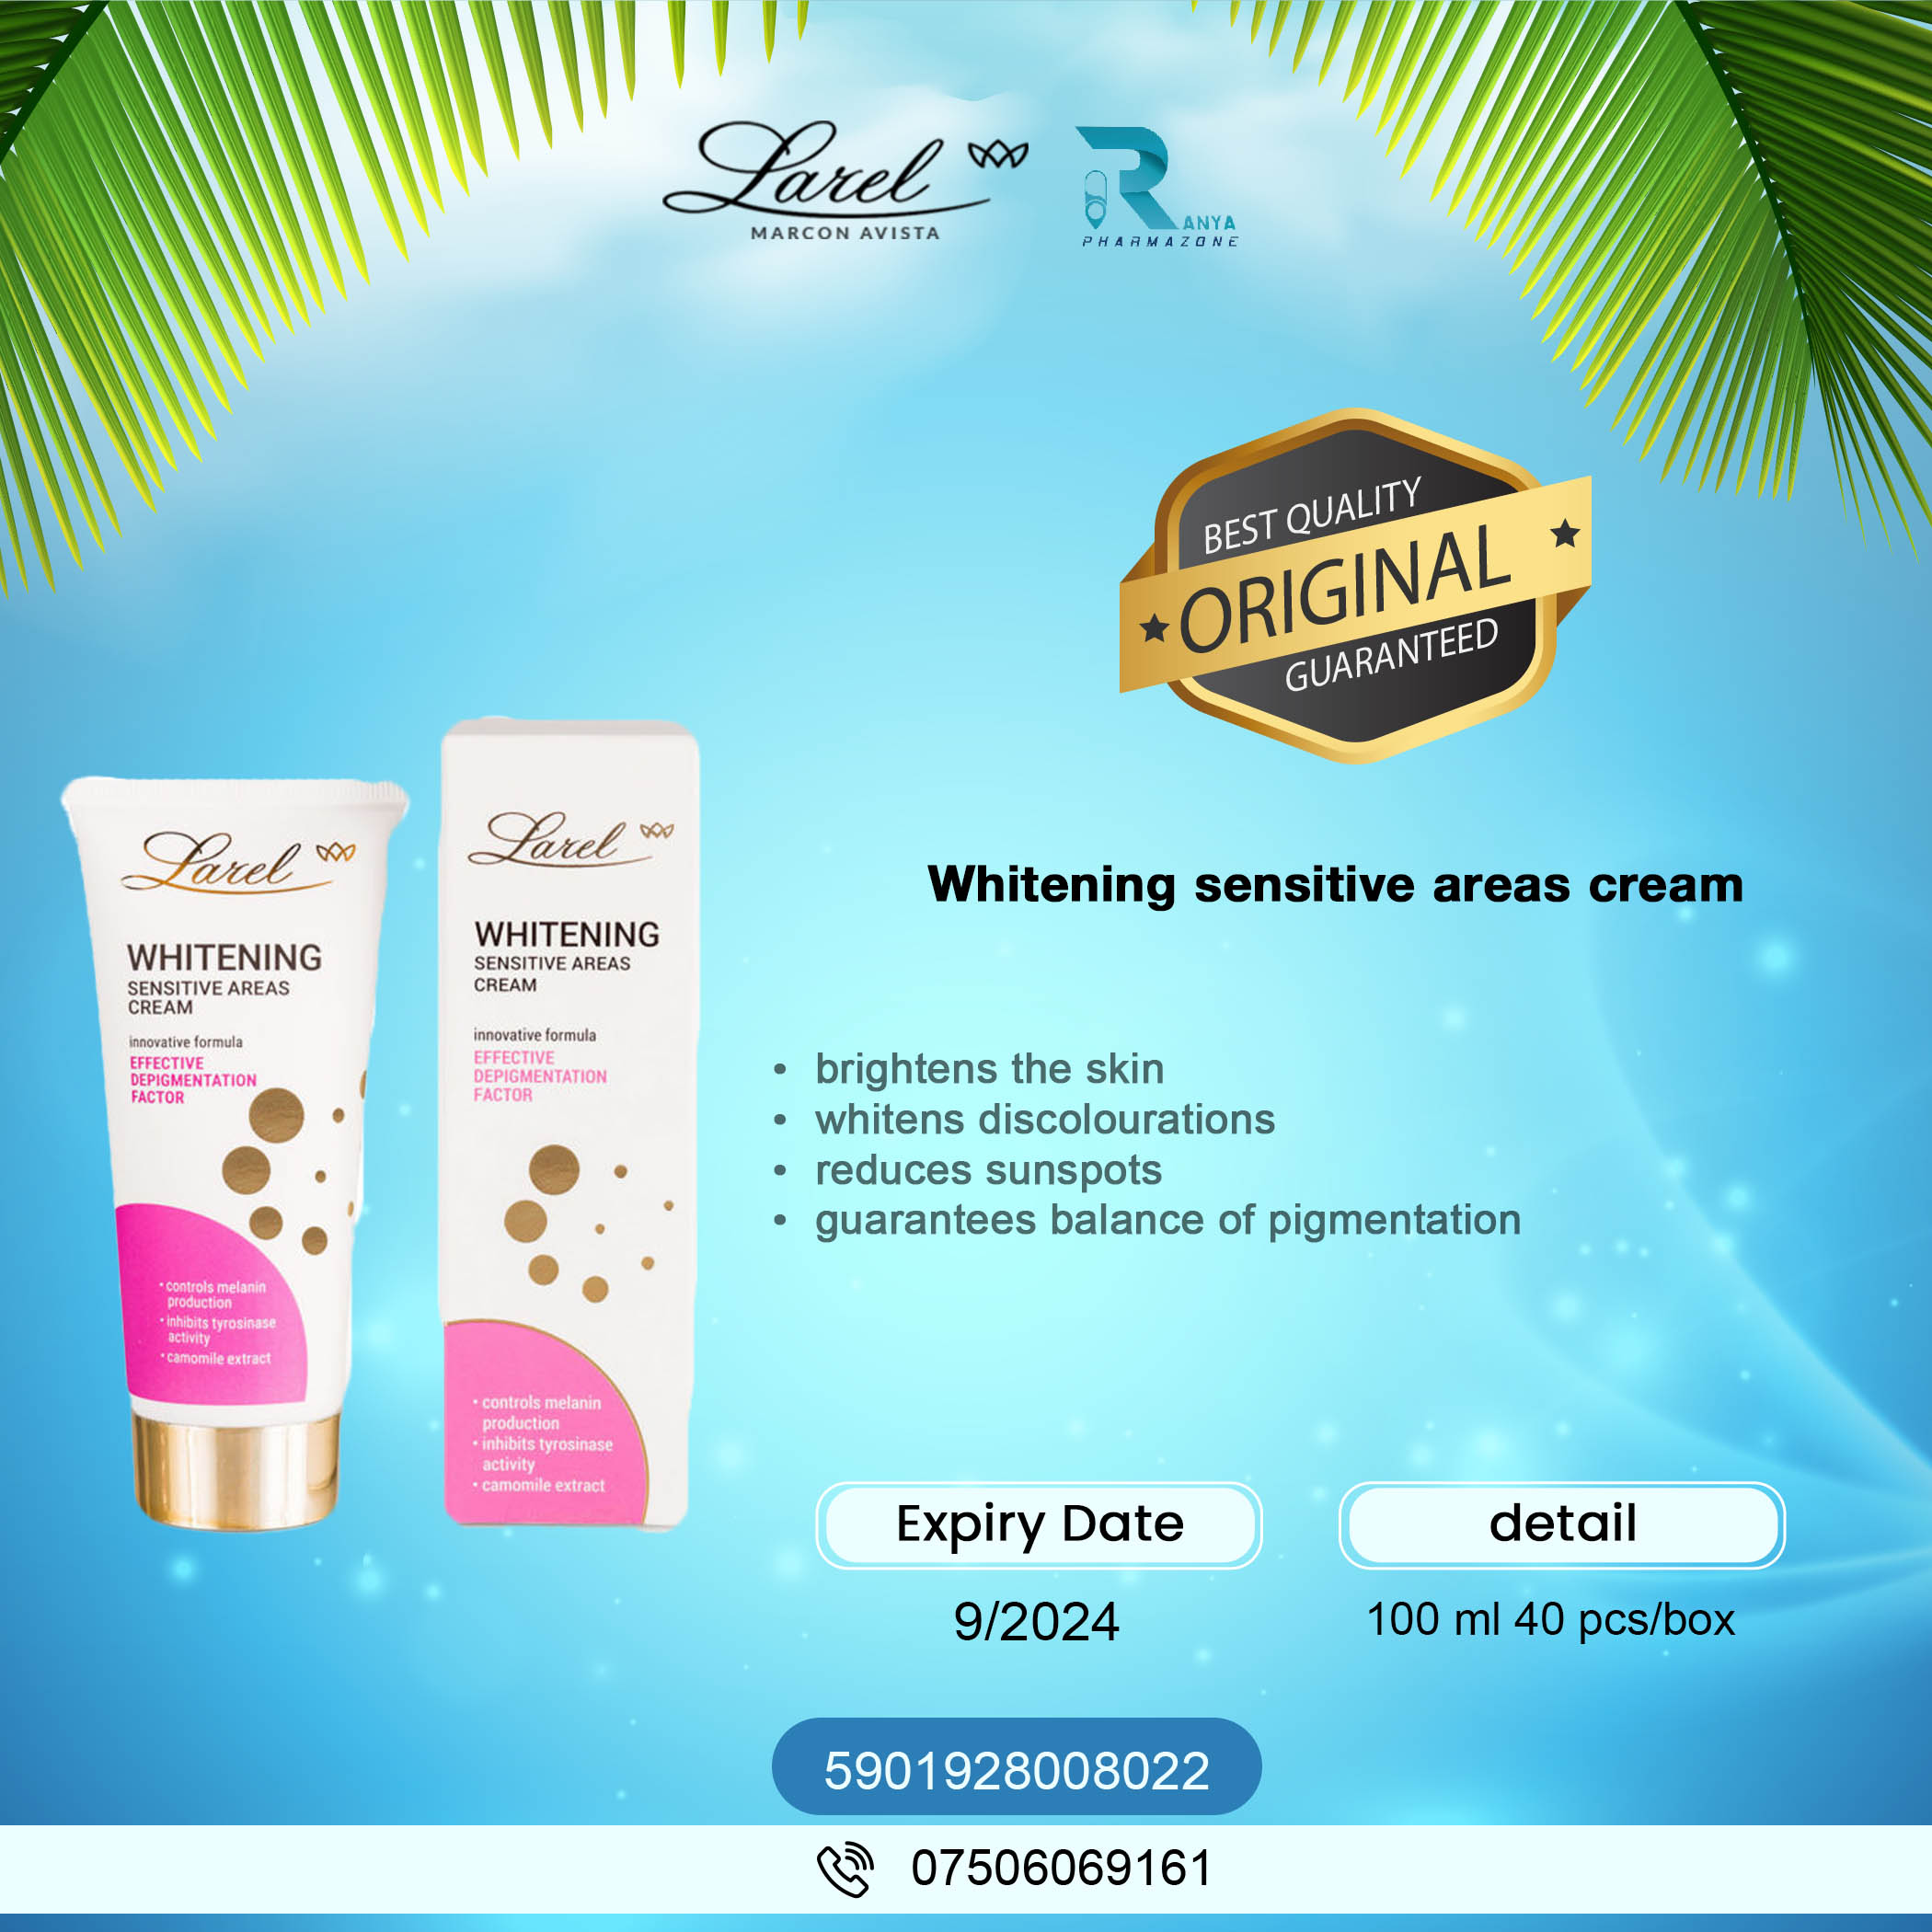 Larel
MARCON AVISTA
RANYA
PHARMAZONE
BEST QUALITY
ORIGINAL
GUARANTEED
Larel
WHITENING
SENSITIVE AREAS
CREAM
innovative formula
EFFECTIVE
DEPIGMENTATION
FACTOR
• controls melanin
production
• inhibits tyrosinase
activity
• camomile extract
Larel
WHITENING
SENSITIVE AREAS
CREAM
innovative formula
EFFECTIVE
DEPIGMENTATION
FACTOR
• controls melanin
production
• inhibits tyrosinase
activity
• camomile extract
Whitening sensitive areas cream
• brightens the skin
• whitens discolourations
• reduces sunspots
• guarantees balance of pigmentation
Expiry Date
9/2024
detail
100 ml 40 pcs/box
5901928008022
07506069161